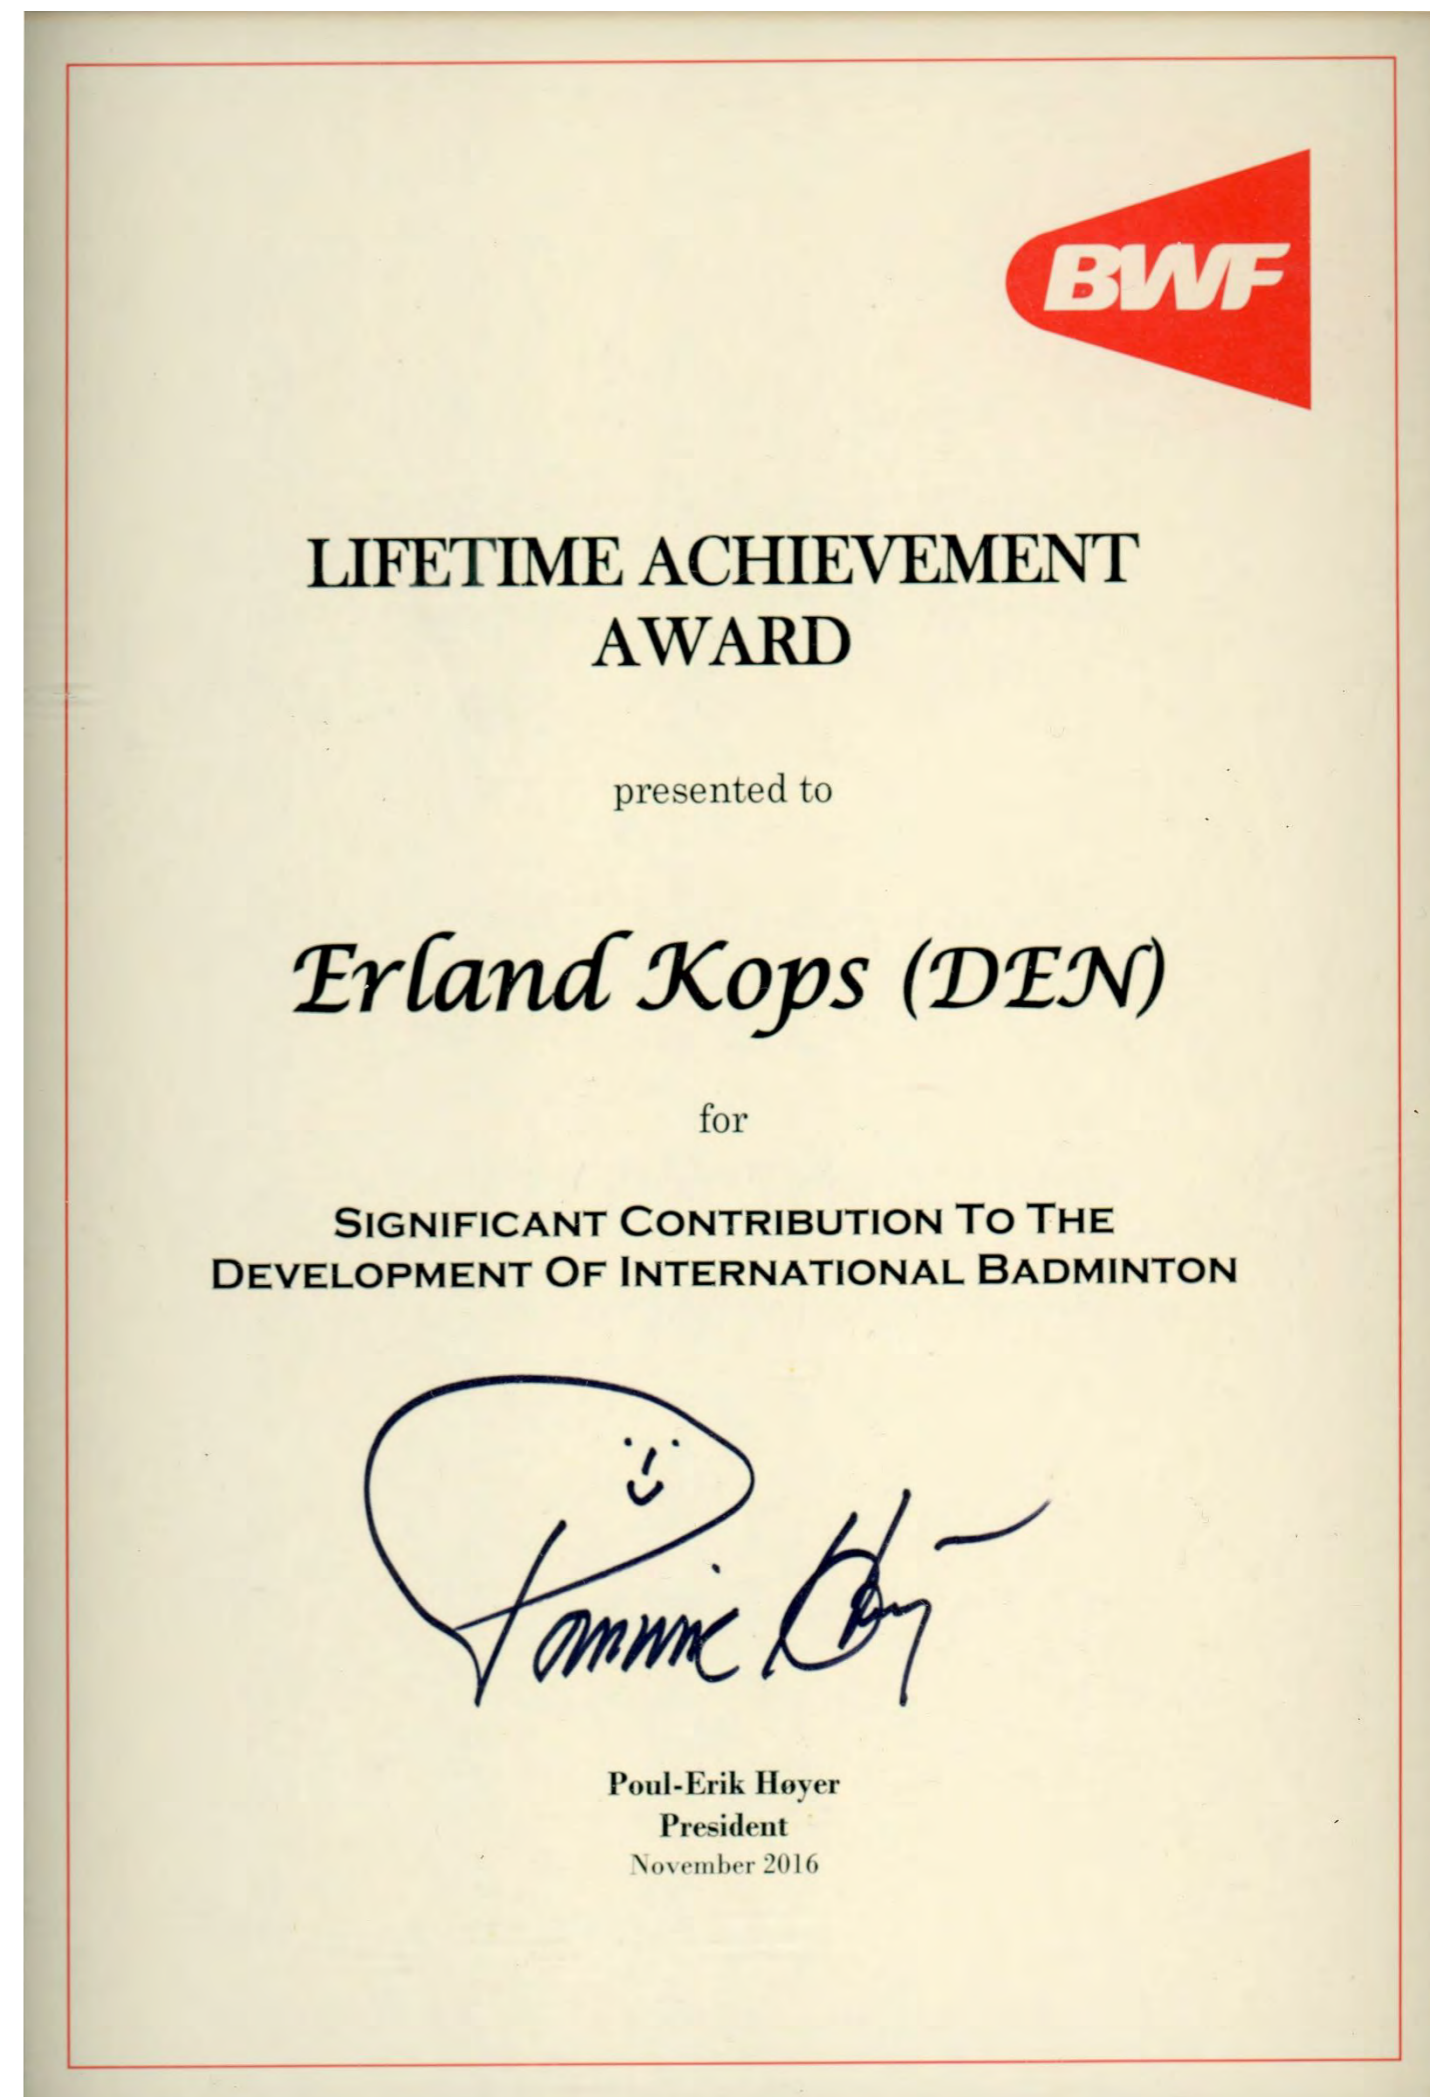 BWF
LIFETIME ACHIEVEMENT
AWARD
presented to
Erland Kops (DEN)
for
SIGNIFICANT CONTRIBUTION TO THE
DEVELOPMENT OF INTERNATIONAL BADMINTON
Poul-Erik Høyer
President
November 2016